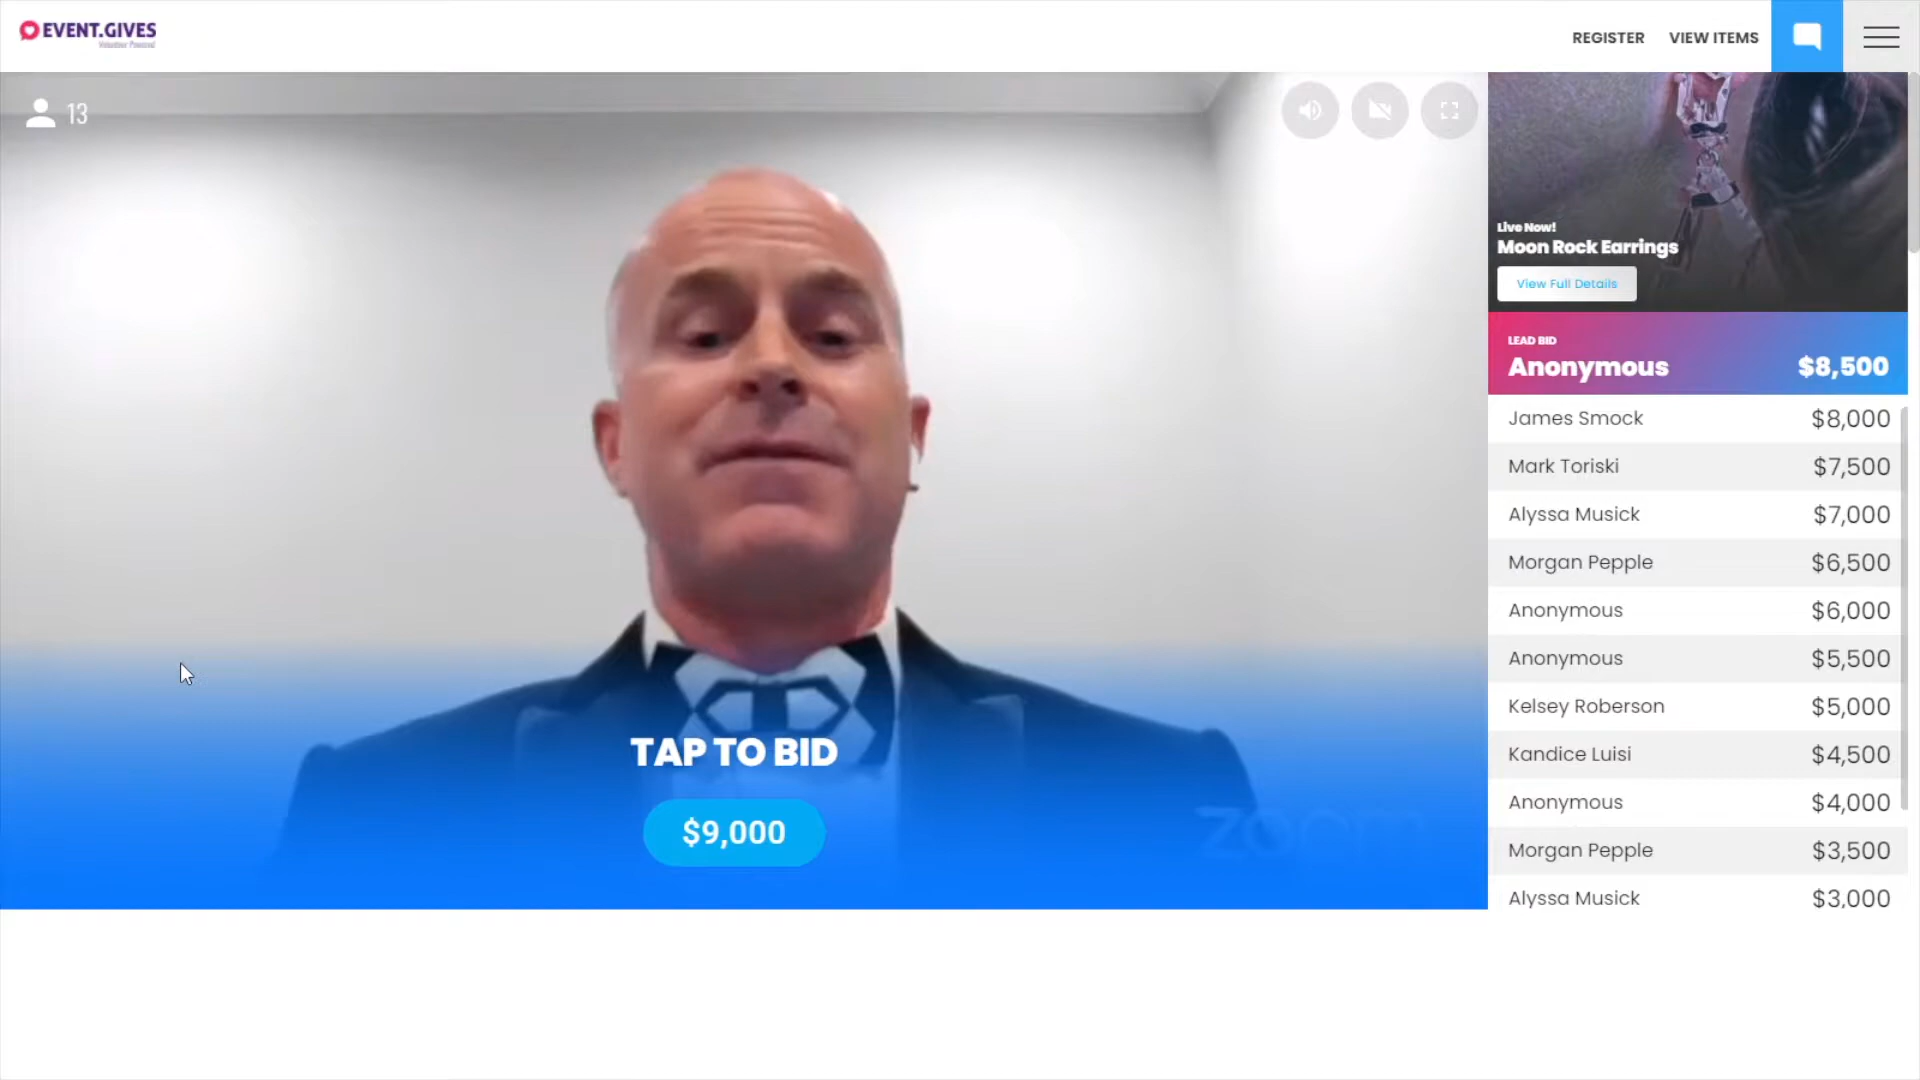 EVENT.GIVES
Volunteer Powered
REGISTER
VIEW ITEMS
13
Live Now!
Moon Rock Earrings
View Full Details
LEAD BID
Anonymous $8,500
James Smock $8,000
Mark Toriski $7,500
Alyssa Musick $7,000
Morgan Pepple $6,500
Anonymous $6,000
Anonymous $5,500
Kelsey Roberson $5,000
Kandice Luisi $4,500
Anonymous $4,000
Morgan Pepple $3,500
Alyssa Musick $3,000
TAP TO BID
$9,000
zoom